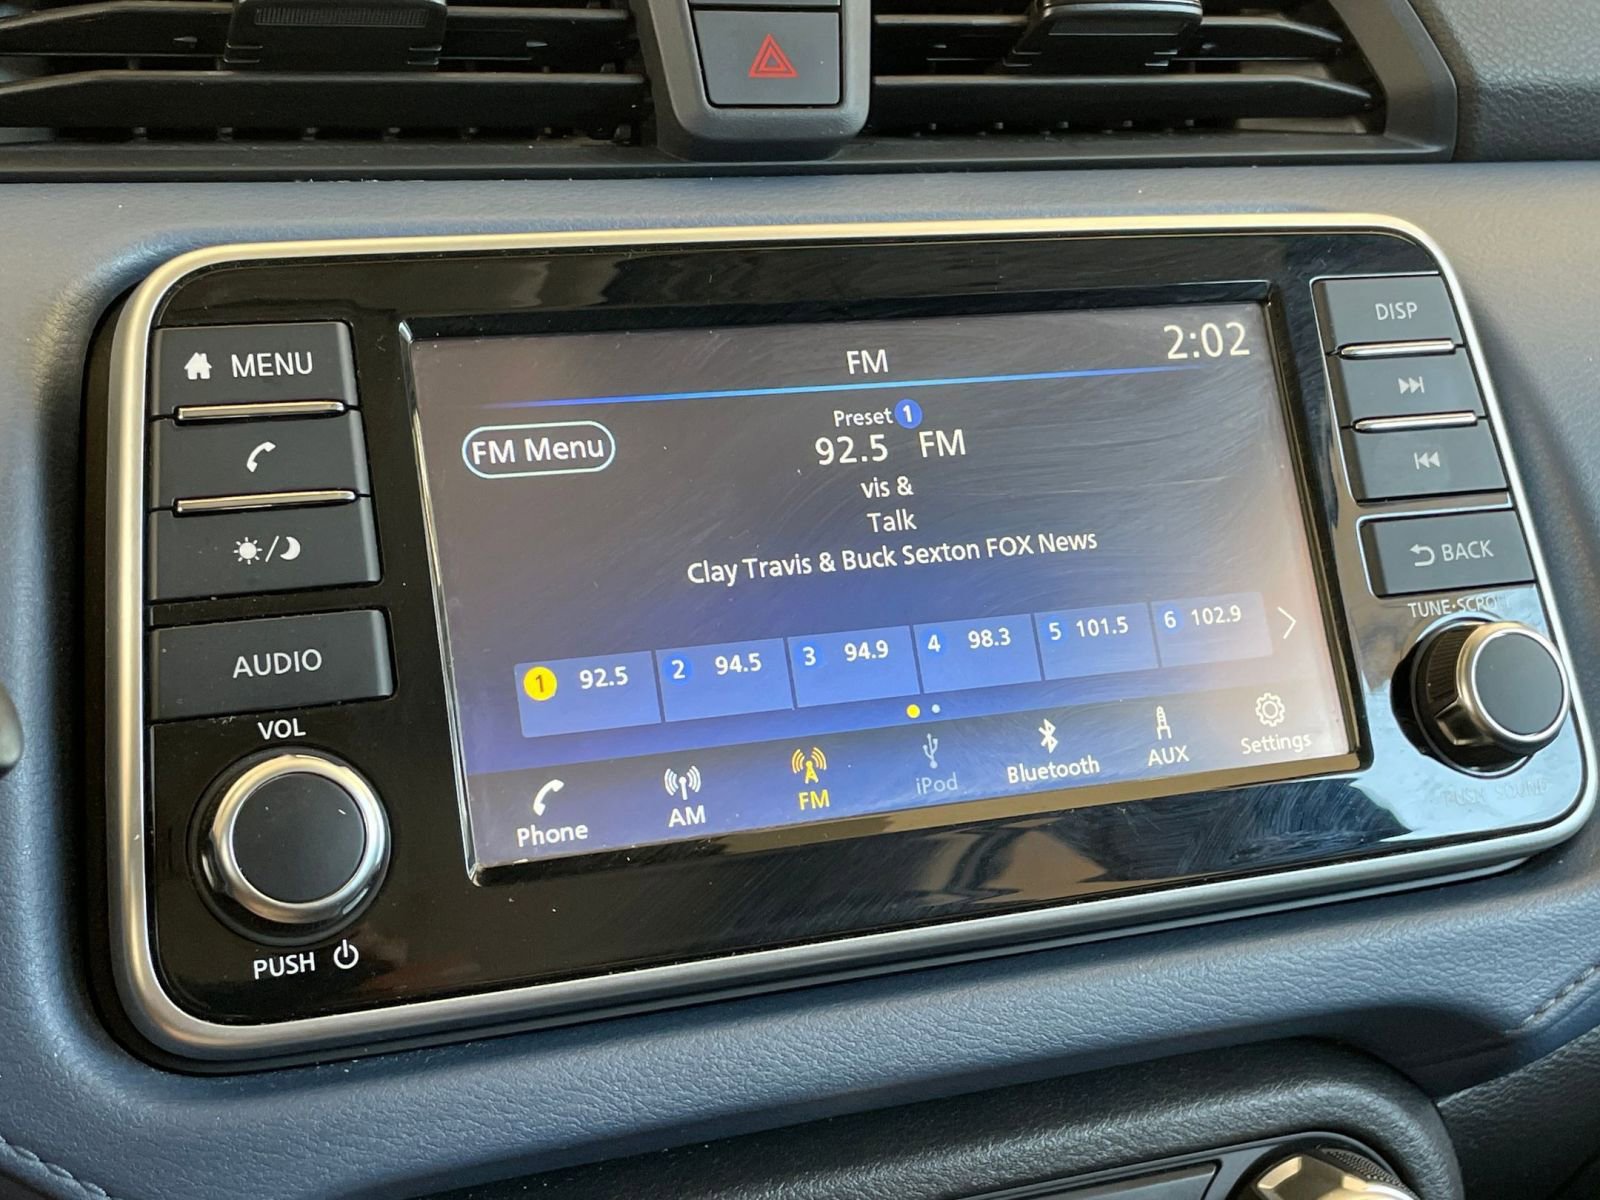 MENU
AUDIO
VOL
PUSH
FM
2:02
FM Menu
Preset 1
92.5 FM
vis &
Talk
Clay Travis & Buck Sexton FOX News
1 92.5 2 94.5 3 94.9 4 98.3 5 101.5 6 102.9
Phone AM FM iPod Bluetooth AUX Settings
DISP
BACK
TUNE·SCROLL
PUSH SOUND